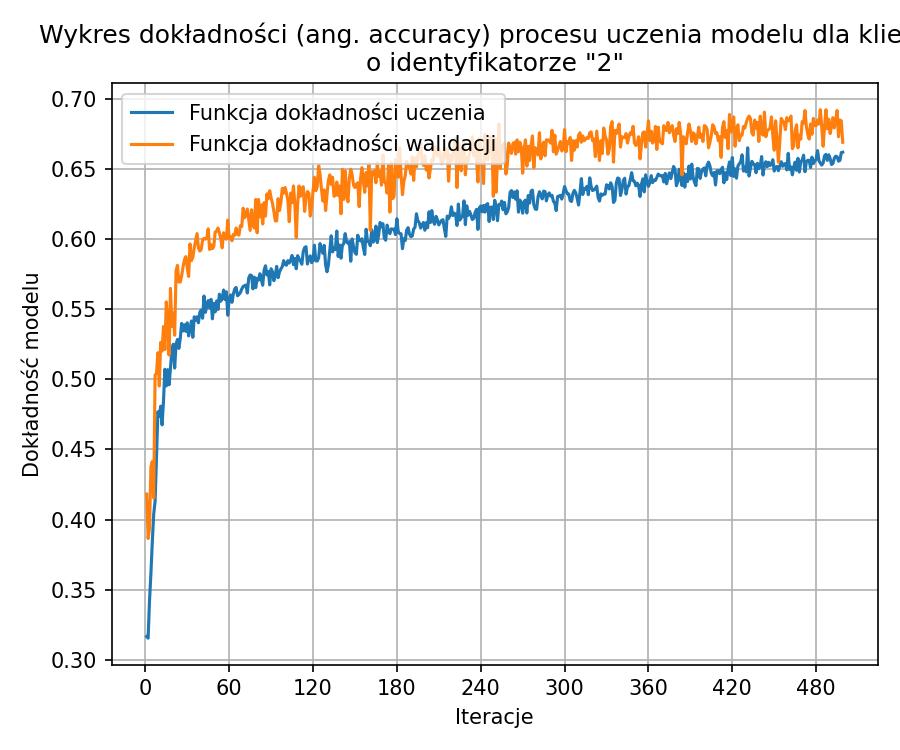 Wykres dokładności (ang. accuracy) procesu uczenia modelu dla klie
o identyfikatorze "2"
Funkcja dokładności uczenia
Funkcja dokładności walidacji
Dokładność modelu
0.70
0.65
0.60
0.55
0.50
0.45
0.40
0.35
0.30
0 60 120 180 240 300 360 420 480
Iteracje